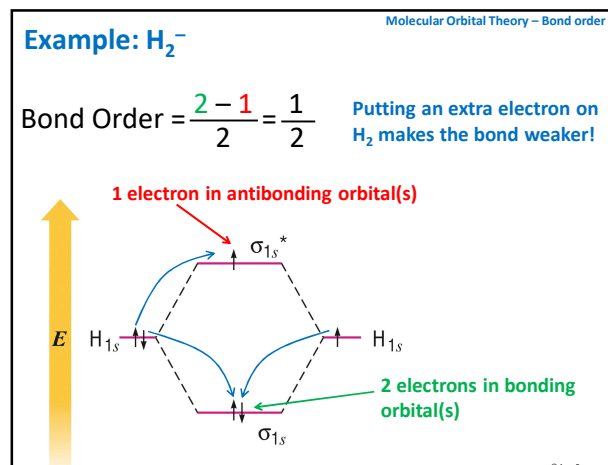 Molecular Orbital Theory – Bond order
Example: H₂⁻
Bond Order = 2 – 1 / 2 = 1 / 2
Putting an extra electron on
H₂ makes the bond weaker!
1 electron in antibonding orbital(s)
σ₁ₛ*
E
H₁ₛ
H₁ₛ
2 electrons in bonding
orbital(s)
σ₁ₛ